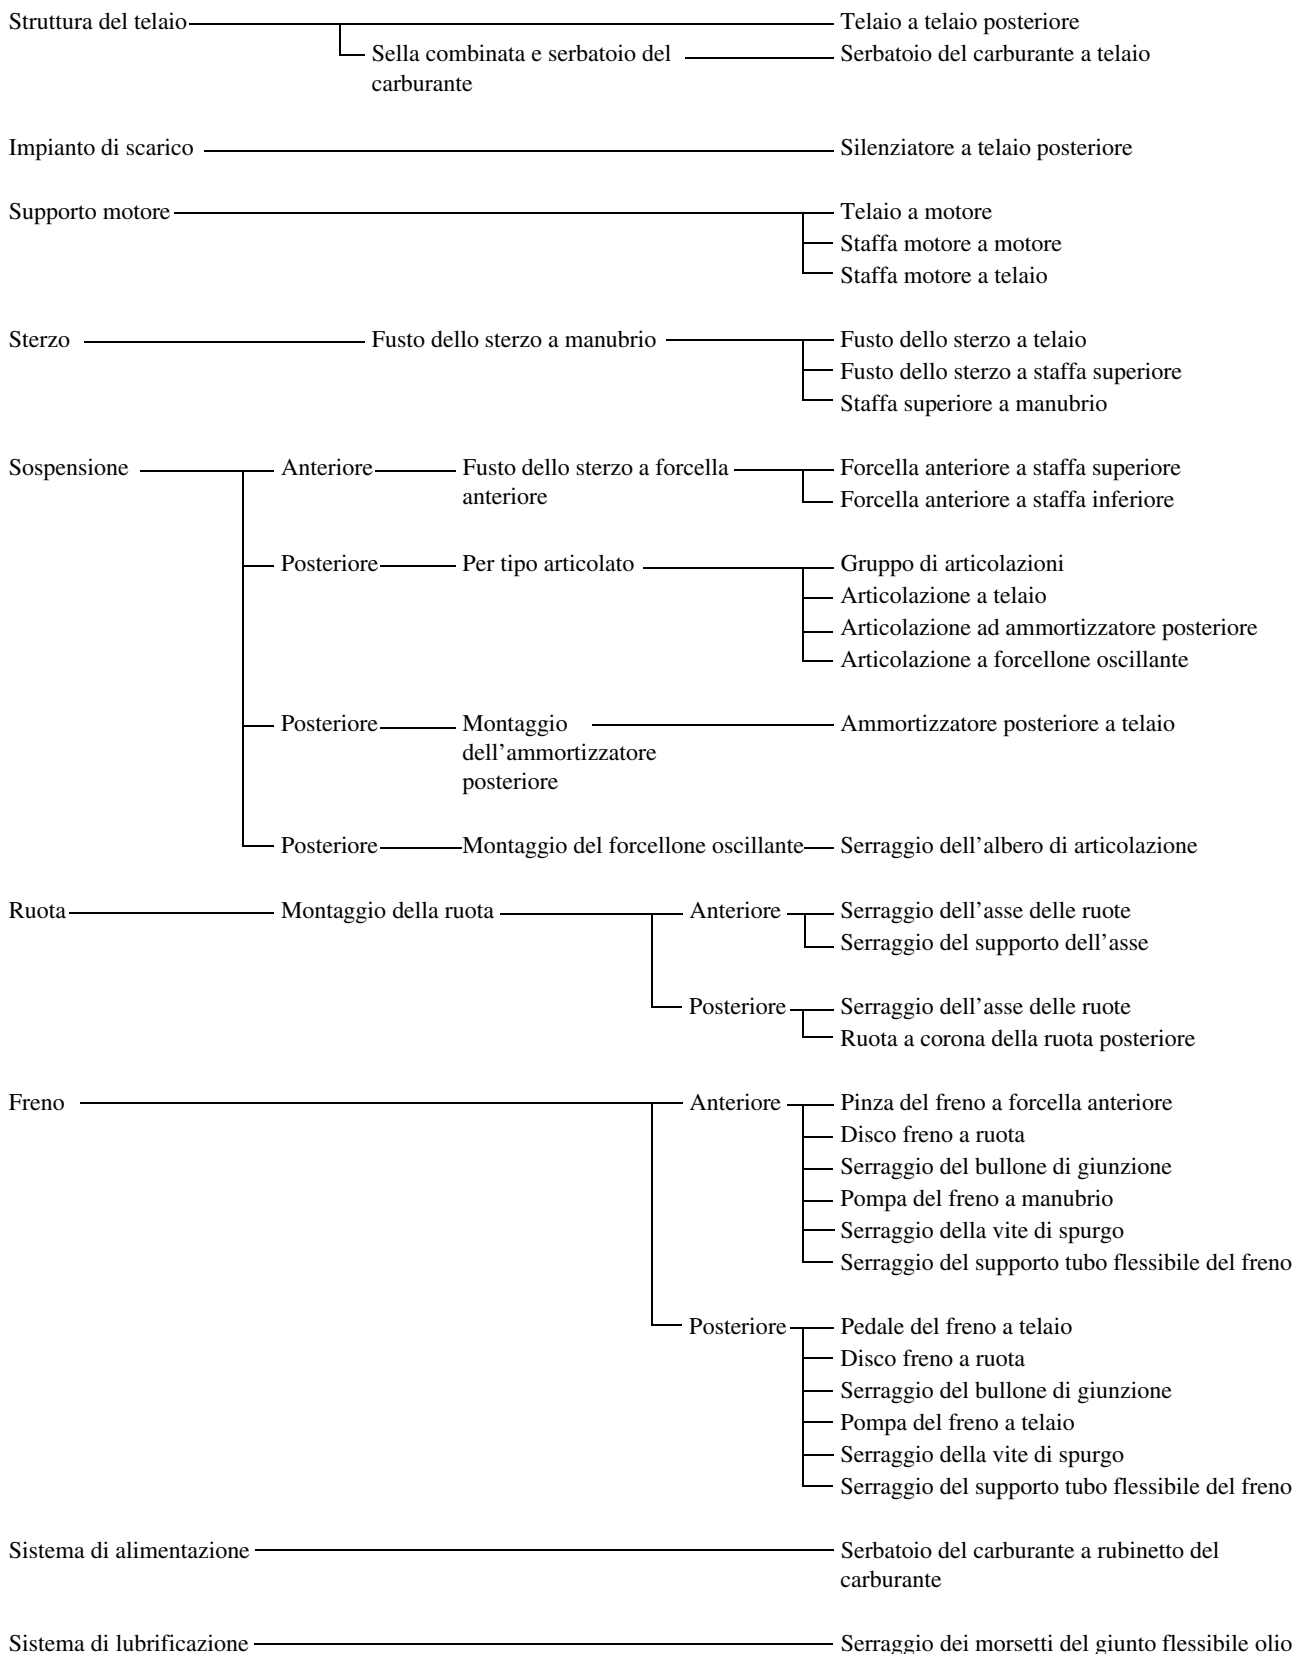 Struttura del telaio Telaio a telaio posteriore
Sella combinata e serbatoio del Serbatoio del carburante a telaio
carburante
Impianto di scarico Silenziatore a telaio posteriore
Supporto motore Telaio a motore
Staffa motore a motore
Staffa motore a telaio
Sterzo Fusto dello sterzo a manubrio Fusto dello sterzo a telaio
Fusto dello sterzo a staffa superiore
Staffa superiore a manubrio
Sospensione Anteriore Fusto dello sterzo a forcella Forcella anteriore a staffa superiore
anteriore Forcella anteriore a staffa inferiore
Posteriore Per tipo articolato Gruppo di articolazioni
Articolazione a telaio
Articolazione ad ammortizzatore posteriore
Articolazione a forcellone oscillante
Posteriore Montaggio Ammortizzatore posteriore a telaio
dell'ammortizzatore
posteriore
Posteriore Montaggio del forcellone oscillante Serraggio dell'albero di articolazione
Ruota Montaggio della ruota Anteriore Serraggio dell'asse delle ruote
Serraggio del supporto dell'asse
Posteriore Serraggio dell'asse delle ruote
Ruota a corona della ruota posteriore
Freno Anteriore Pinza del freno a forcella anteriore
Disco freno a ruota
Serraggio del bullone di giunzione
Pompa del freno a manubrio
Serraggio della vite di spurgo
Serraggio del supporto tubo flessibile del freno
Posteriore Pedale del freno a telaio
Disco freno a ruota
Serraggio del bullone di giunzione
Pompa del freno a telaio
Serraggio della vite di spurgo
Serraggio del supporto tubo flessibile del freno
Sistema di alimentazione Serbatoio del carburante a rubinetto del
carburante
Sistema di lubrificazione Serraggio dei morsetti del giunto flessibile olio